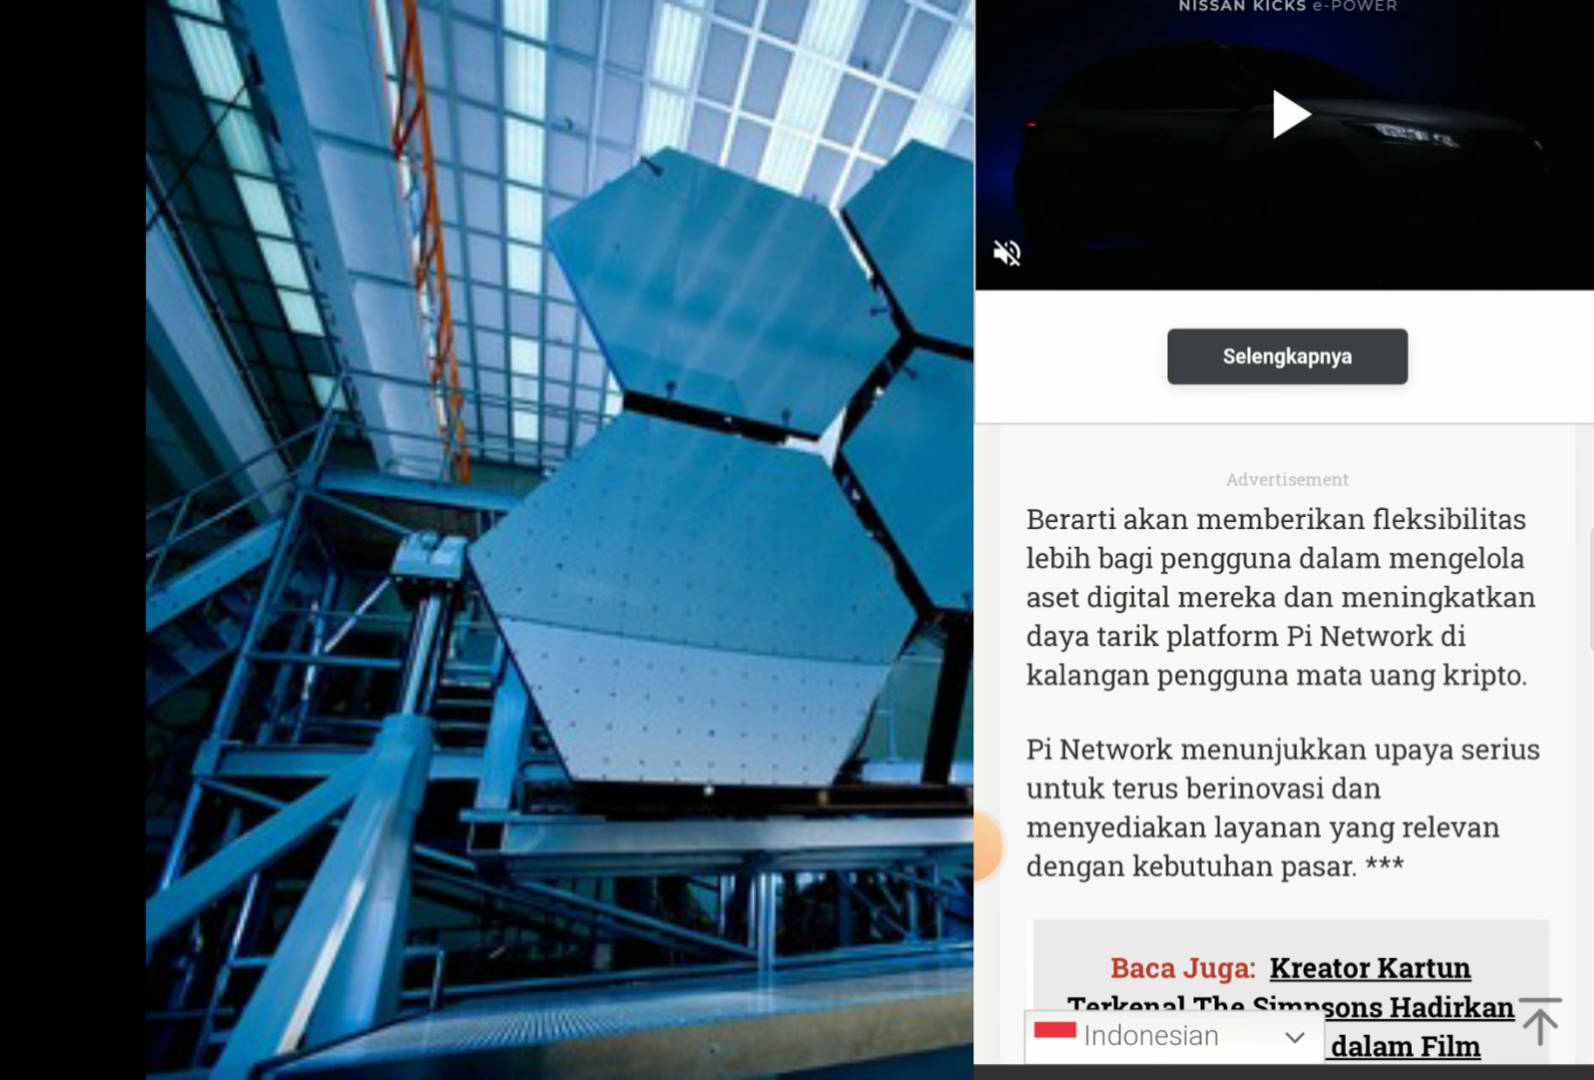 NISSAN KICKS e-POWER
Selengkapnya
Advertisement
Berarti akan memberikan fleksibilitas
lebih bagi pengguna dalam mengelola
aset digital mereka dan meningkatkan
daya tarik platform Pi Network di
kalangan pengguna mata uang kripto.
Pi Network menunjukkan upaya serius
untuk terus berinovasi dan
menyediakan layanan yang relevan
dengan kebutuhan pasar. ***
Baca Juga: Kreator Kartun
Terkenal The Simpsons Hadirkan
dalam Film
Indonesian